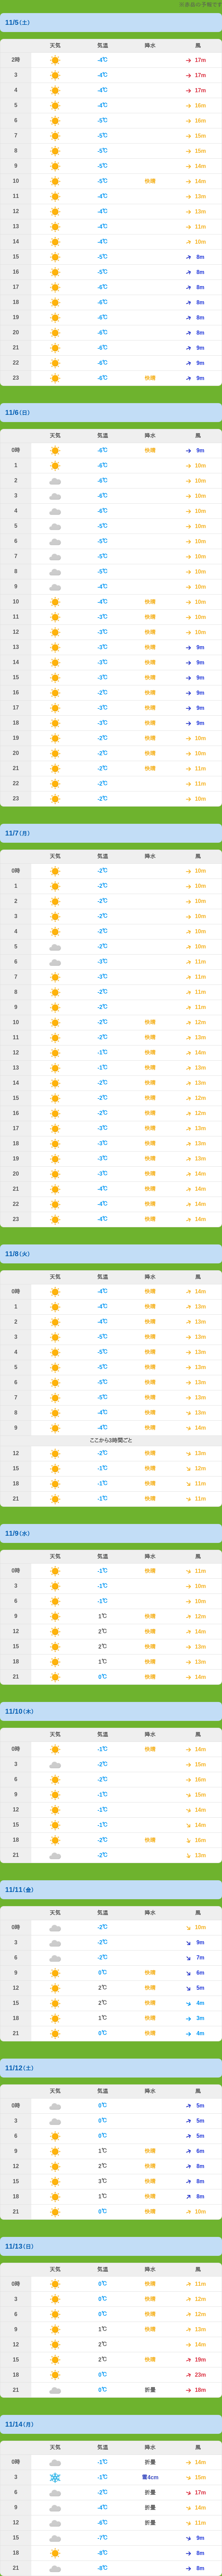 ※多良の予報です
11/5（土）
天気 気温 降水 風
2時 -4℃ 17m
3 -4℃ 17m
4 -4℃ 17m
5 -4℃ 16m
6 -5℃ 16m
7 -5℃ 15m
8 -5℃ 15m
9 -5℃ 14m
10 -5℃ 快晴 14m
11 -4℃ 13m
12 -4℃ 13m
13 -4℃ 11m
14 -4℃ 10m
15 -5℃ 8m
16 -5℃ 8m
17 -6℃ 8m
18 -6℃ 8m
19 -6℃ 8m
20 -6℃ 8m
21 -6℃ 9m
22 -6℃ 9m
23 -6℃ 快晴 9m
11/6（日）
天気 気温 降水 風
0時 -6℃ 快晴 9m
1 -6℃ 10m
2 -6℃ 10m
3 -6℃ 10m
4 -6℃ 10m
5 -5℃ 10m
6 -5℃ 10m
7 -5℃ 10m
8 -5℃ 10m
9 -4℃ 10m
10 -4℃ 快晴 10m
11 -3℃ 快晴 10m
12 -3℃ 快晴 10m
13 -3℃ 快晴 9m
14 -3℃ 快晴 9m
15 -3℃ 快晴 9m
16 -2℃ 快晴 9m
17 -3℃ 快晴 9m
18 -3℃ 快晴 9m
19 -2℃ 快晴 10m
20 -2℃ 快晴 10m
21 -2℃ 快晴 11m
22 -2℃ 11m
23 -2℃ 10m
11/7（月）
天気 気温 降水 風
0時 -2℃ 10m
1 -2℃ 10m
2 -2℃ 10m
3 -2℃ 10m
4 -2℃ 10m
5 -2℃ 10m
6 -3℃ 11m
7 -3℃ 11m
8 -2℃ 11m
9 -2℃ 11m
10 -2℃ 快晴 12m
11 -2℃ 快晴 13m
12 -1℃ 快晴 14m
13 -1℃ 快晴 13m
14 -2℃ 快晴 13m
15 -2℃ 快晴 12m
16 -2℃ 快晴 12m
17 -3℃ 快晴 13m
18 -3℃ 快晴 13m
19 -3℃ 快晴 13m
20 -3℃ 快晴 14m
21 -4℃ 快晴 14m
22 -4℃ 快晴 14m
23 -4℃ 快晴 14m
11/8（火）
天気 気温 降水 風
0時 -4℃ 快晴 14m
1 -4℃ 快晴 13m
2 -4℃ 快晴 13m
3 -5℃ 快晴 13m
4 -5℃ 快晴 13m
5 -5℃ 快晴 13m
6 -5℃ 快晴 13m
7 -5℃ 快晴 13m
8 -4℃ 快晴 13m
9 -4℃ 快晴 14m
ここから3時間ごと
12 -2℃ 快晴 13m
15 -1℃ 快晴 12m
18 -1℃ 快晴 11m
21 -1℃ 快晴 11m
11/9（水）
天気 気温 降水 風
0時 -1℃ 快晴 11m
3 -1℃ 10m
6 -1℃ 10m
9 1℃ 快晴 12m
12 2℃ 快晴 14m
15 2℃ 快晴 13m
18 1℃ 快晴 13m
21 0℃ 快晴 14m
11/10（木）
天気 気温 降水 風
0時 -1℃ 快晴 14m
3 -2℃ 15m
6 -2℃ 16m
9 -1℃ 15m
12 -1℃ 14m
15 -1℃ 14m
18 -2℃ 快晴 16m
21 -2℃ 13m
11/11（金）
天気 気温 降水 風
0時 -2℃ 10m
3 -2℃ 9m
6 -2℃ 7m
9 0℃ 快晴 6m
12 2℃ 快晴 5m
15 2℃ 快晴 4m
18 1℃ 快晴 3m
21 0℃ 快晴 4m
11/12（土）
天気 気温 降水 風
0時 0℃ 5m
3 0℃ 5m
6 0℃ 5m
9 1℃ 快晴 6m
12 2℃ 快晴 8m
15 3℃ 快晴 8m
18 1℃ 快晴 8m
21 0℃ 快晴 10m
11/13（日）
天気 気温 降水 風
0時 0℃ 快晴 11m
3 0℃ 快晴 12m
6 0℃ 快晴 12m
9 1℃ 快晴 13m
12 2℃ 14m
15 2℃ 快晴 19m
18 0℃ 23m
21 0℃ 折曇 18m
11/14（月）
天気 気温 降水 風
0時 -1℃ 折曇 14m
3 -1℃ 雪4cm 15m
6 -2℃ 折曇 17m
9 -4℃ 折曇 14m
12 -6℃ 折曇 11m
15 -7℃ 9m
18 -8℃ 8m
21 -8℃ 8m